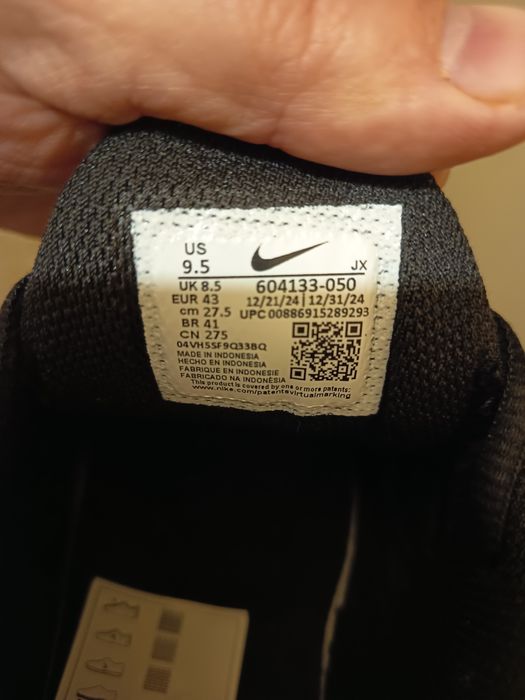 US
9.5
JX
UK 8.5
604133-050
EUR 43
12/21/24 | 12/31/24
cm 27.5
UPC 00886915289293
BR 41
CN 275
04VH5SF9Q33BQ
MADE IN INDONESIA
HECHO EN INDONESIA
FABRIQUE EN INDONESIE
FABRICADO NA INDONÉSIA
This product is covered by one or more patents:
www.nike.com/patentsvirtualmarking